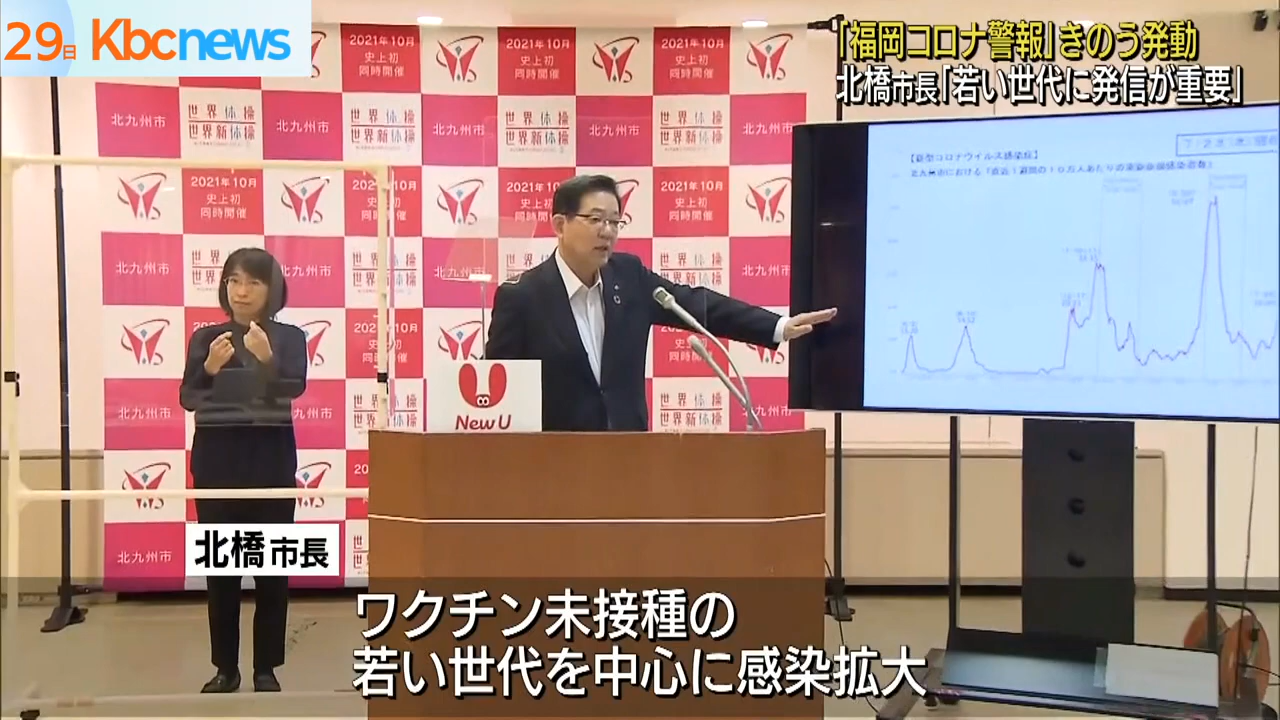 29日 Kbcnews
「福岡コロナ警報」きのう発動
北橋市長「若い世代に発信が重要」
2021年10月
史上初
同時開催
北九州市
世界体操
世界新体操
【新型コロナウイルス感染症】
New U
北橋市長
ワクチン未接種の
若い世代を中心に感染拡大